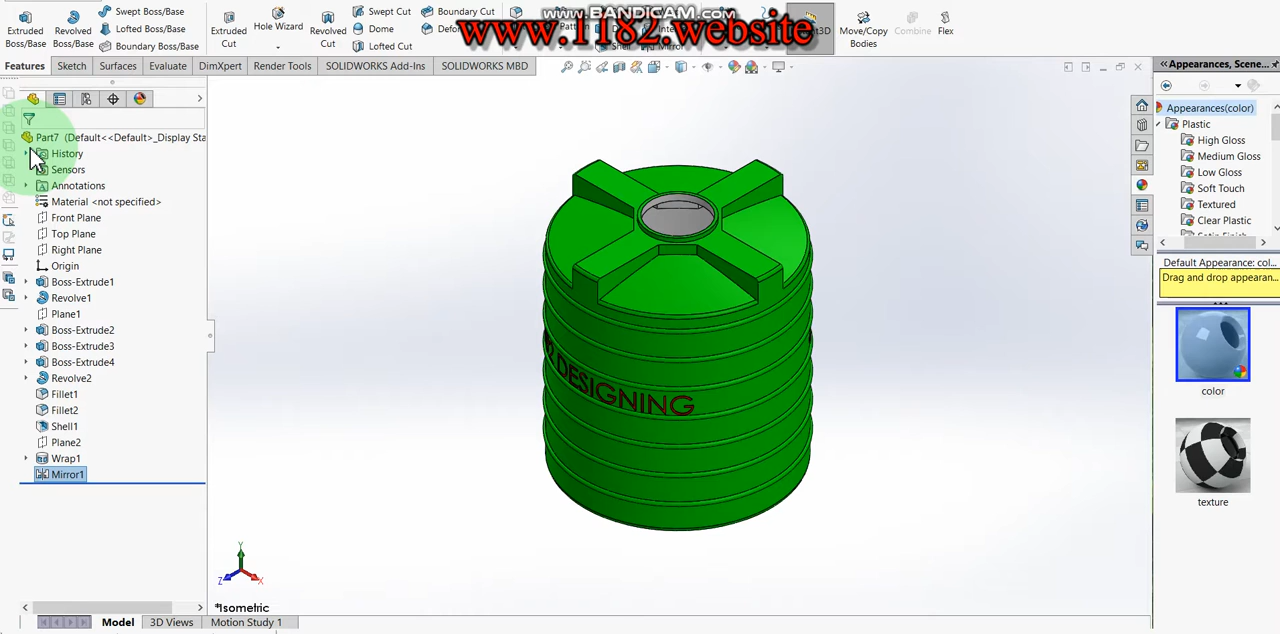 www.BANDICAM.com
www.1182.website
Extruded Boss/Base
Revolved Boss/Base
Swept Boss/Base
Lofted Boss/Base
Boundary Boss/Base
Extruded Cut
Hole Wizard
Revolved Cut
Swept Cut
Dome
Lofted Cut
Boundary Cut
Move/Copy Bodies
Combine
Flex
Features
Sketch
Surfaces
Evaluate
DimXpert
Render Tools
SOLIDWORKS Add-Ins
SOLIDWORKS MBD
Part7 (Default<<Default>_Display Sta
History
Sensors
Annotations
Material <not specified>
Front Plane
Top Plane
Right Plane
Origin
Boss-Extrude1
Revolve1
Plane1
Boss-Extrude2
Boss-Extrude3
Boss-Extrude4
Revolve2
Fillet1
Fillet2
Shell1
Plane2
Wrap1
Mirror1
DESIGNING
Y
Z
X
*Isometric
Model
3D Views
Motion Study 1
Appearances, Scene...
Appearances(color)
Plastic
High Gloss
Medium Gloss
Low Gloss
Soft Touch
Textured
Clear Plastic
Default Appearance: col...
Drag and drop appearan...
color
texture